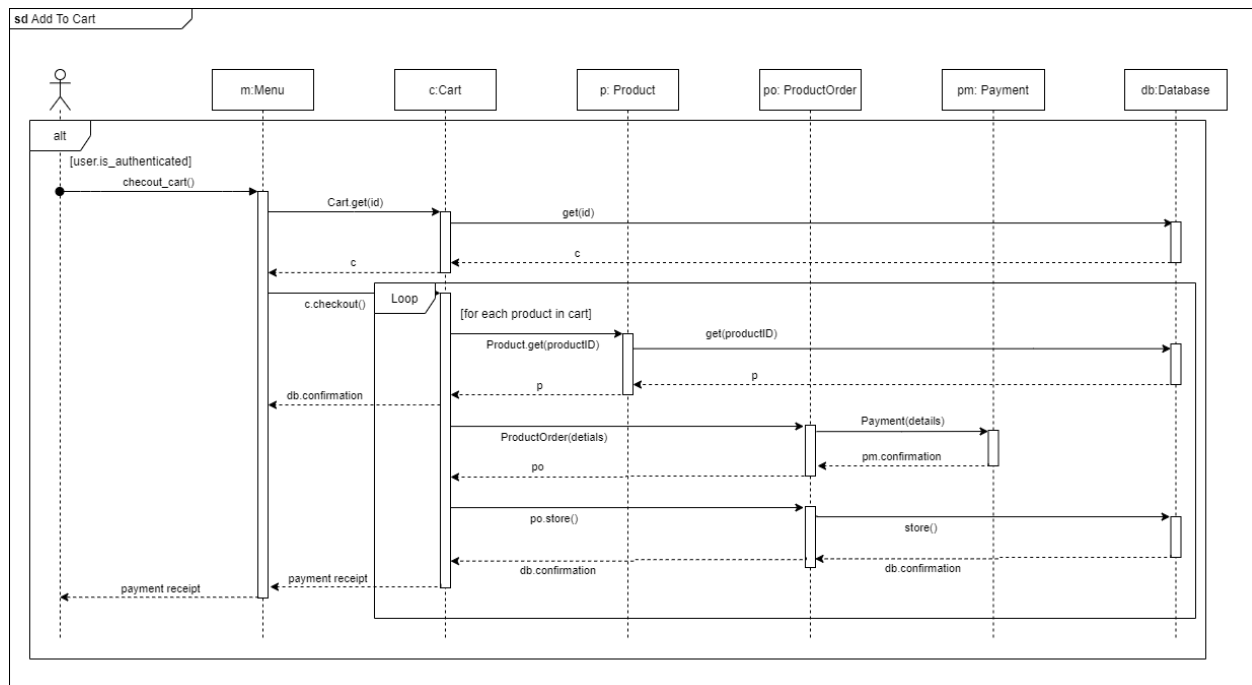 sd Add To Cart
m:Menu
c:Cart
p: Product
po: ProductOrder
pm: Payment
db:Database
alt
[user.is_authenticated]
checout_cart()
Cart.get(id)
get(id)
c
c
c.checkout()
Loop
[for each product in cart]
Product.get(productID)
get(productID)
p
p
db.confirmation
ProductOrder(detials)
Payment(details)
pm.confirmation
po
po.store()
store()
db.confirmation
db.confirmation
payment receipt
payment receipt